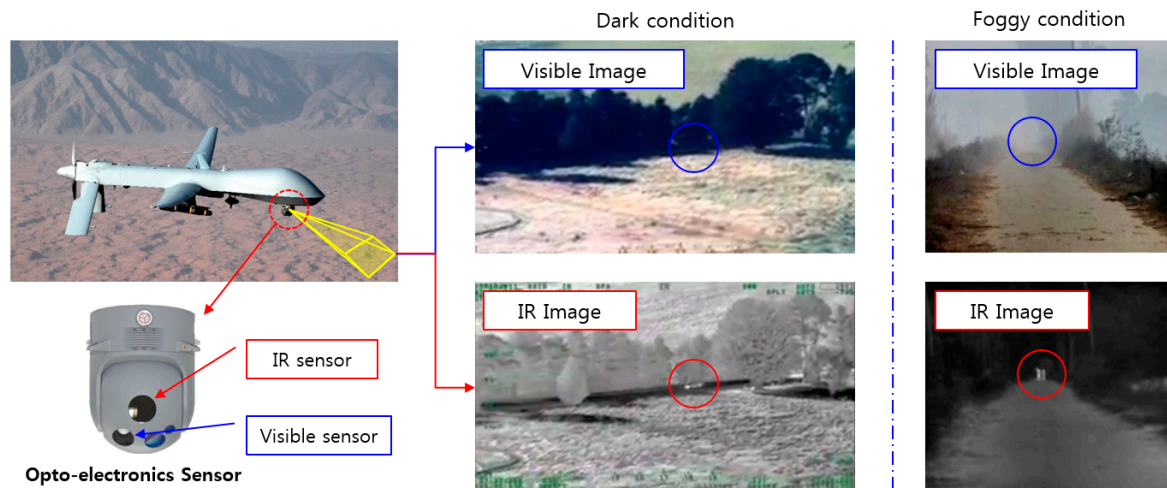 Dark condition
Foggy condition
Visible Image
Visible Image
IR Image
IR Image
IR sensor
Visible sensor
Opto-electronics Sensor